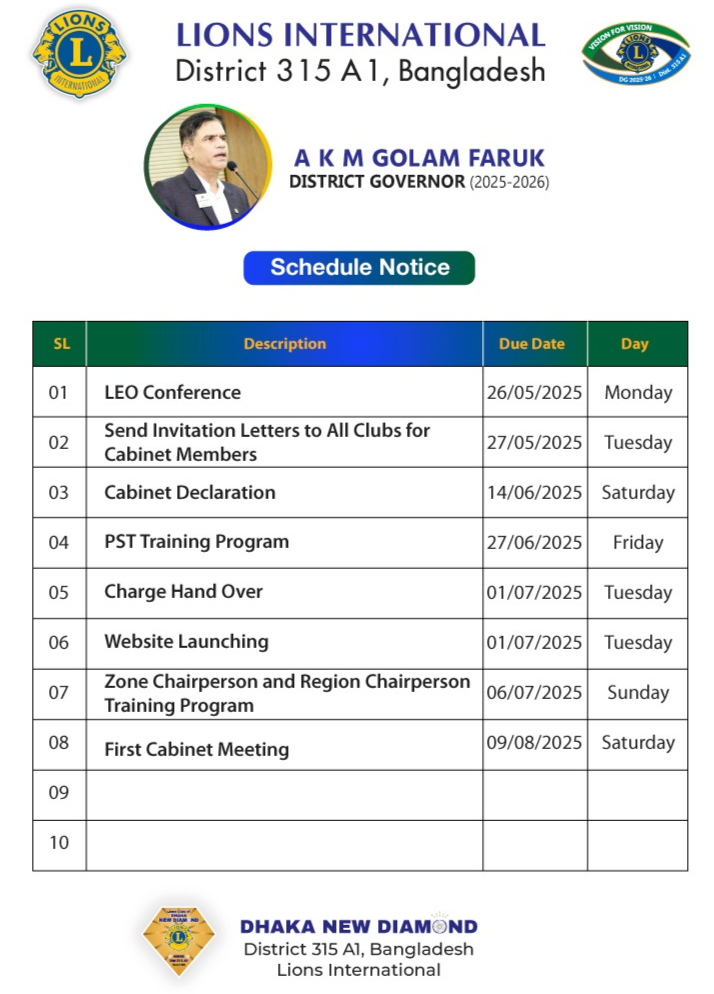 LIONS
L
INTERNATIONAL
LIONS INTERNATIONAL
District 315 A1, Bangladesh
VISION FOR VISION
DG 2025-26 | Dist. 315 A1
A K M GOLAM FARUK
DISTRICT GOVERNOR (2025-2026)
Schedule Notice
SL Description Due Date Day
01 LEO Conference 26/05/2025 Monday
02 Send Invitation Letters to All Clubs for
Cabinet Members 27/05/2025 Tuesday
03 Cabinet Declaration 14/06/2025 Saturday
04 PST Training Program 27/06/2025 Friday
05 Charge Hand Over 01/07/2025 Tuesday
06 Website Launching 01/07/2025 Tuesday
07 Zone Chairperson and Region Chairperson
Training Program 06/07/2025 Sunday
08 First Cabinet Meeting 09/08/2025 Saturday
09
10
NEW DIAMOND
DHAKA NEW DIAMOND
District 315 A1, Bangladesh
Lions International